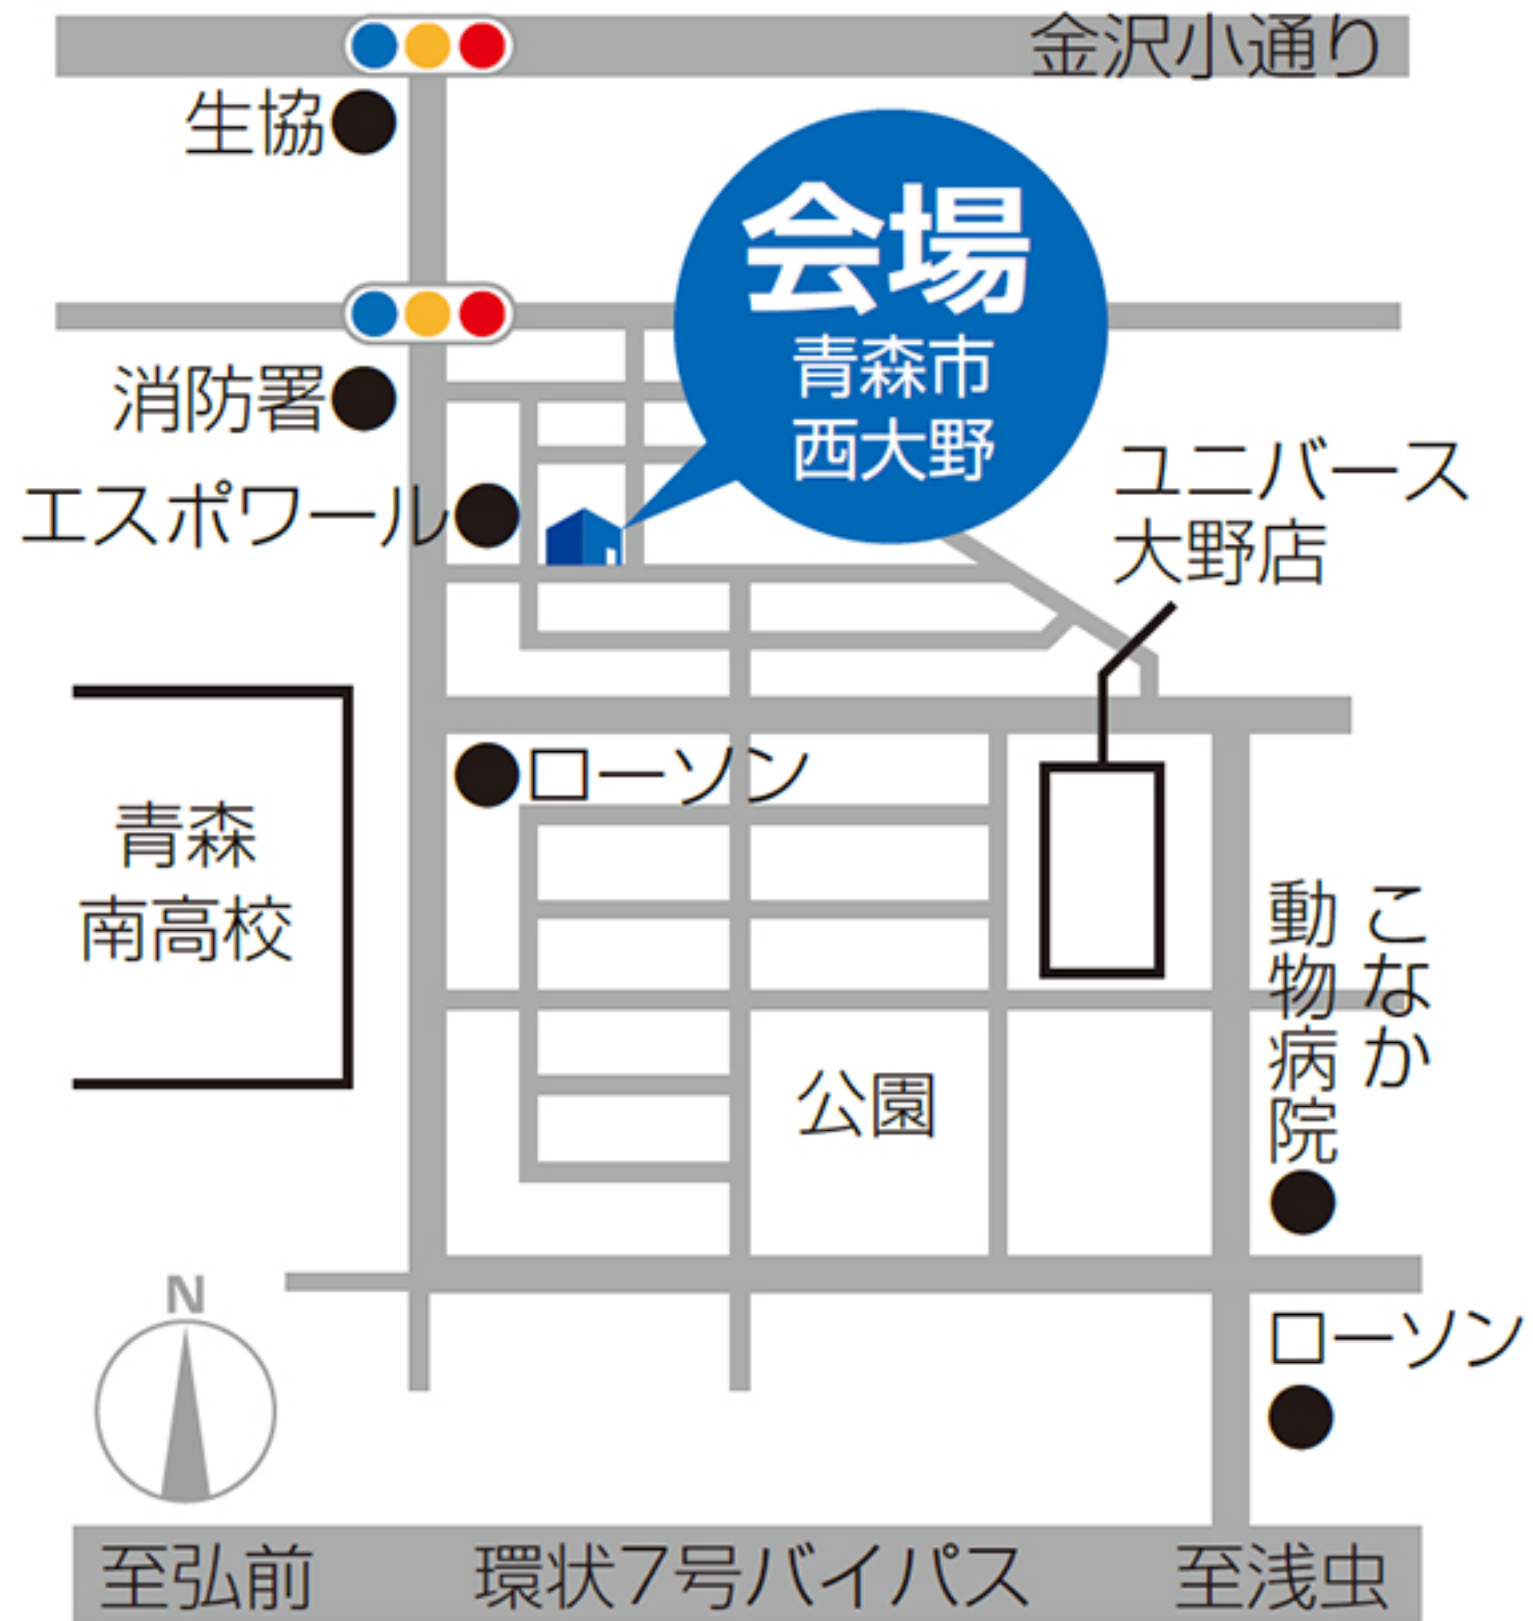 金沢小通り
生協
会場
青森市
西大野
消防署
エスポワール
ユニバース
大野店
ローソン
青森
南高校
こなか
動物病院
公園
N
ローソン
至弘前
環状7号バイパス
至浅虫